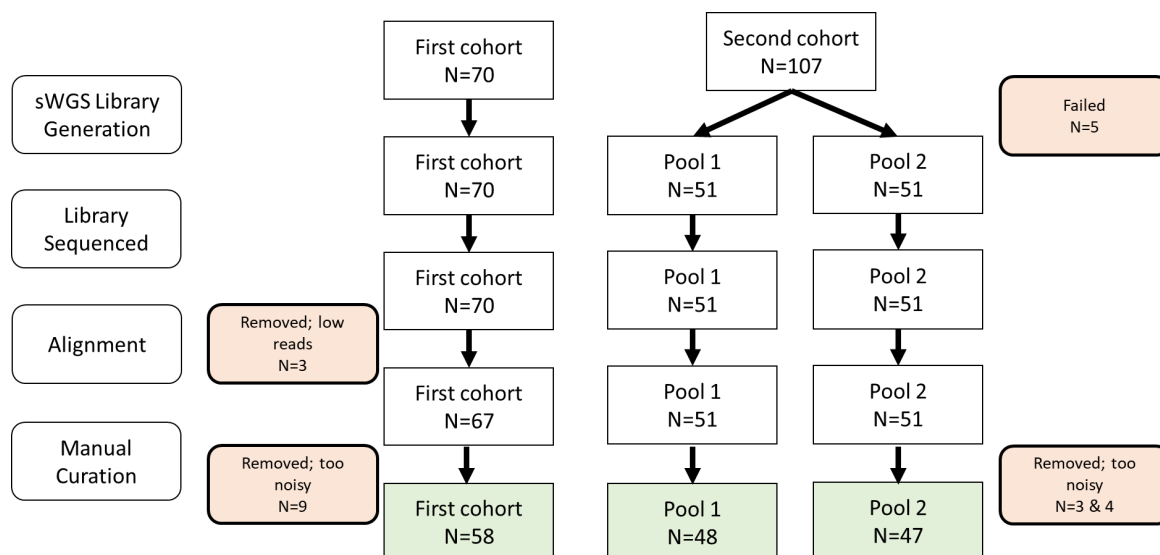 First cohort
N=70
Second cohort
N=107
sWGS Library
Generation
Failed
N=5
First cohort
N=70
Pool 1
N=51
Pool 2
N=51
Library
Sequenced
First cohort
N=70
Pool 1
N=51
Pool 2
N=51
Alignment
Removed; low
reads
N=3
First cohort
N=67
Pool 1
N=51
Pool 2
N=51
Manual
Curation
Removed; too
noisy
N=9
Removed; too
noisy
N=3 & 4
First cohort
N=58
Pool 1
N=48
Pool 2
N=47